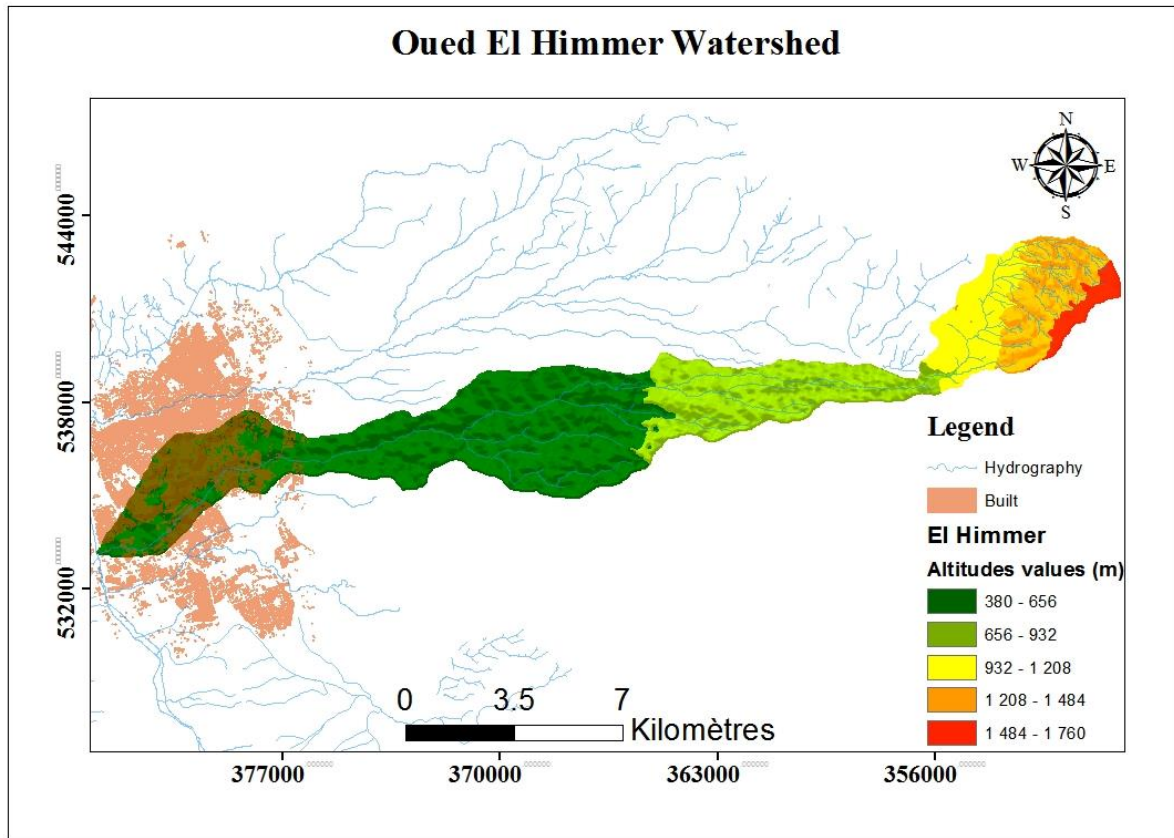 Oued El Himmer Watershed
N
W E
S
544000
538000
532000
Legend
Hydrography
Built
El Himmer
Altitudes values (m)
380 - 656
656 - 932
932 - 1 208
1 208 - 1 484
1 484 - 1 760
0 3.5 7
Kilomètres
377000 370000 363000 356000